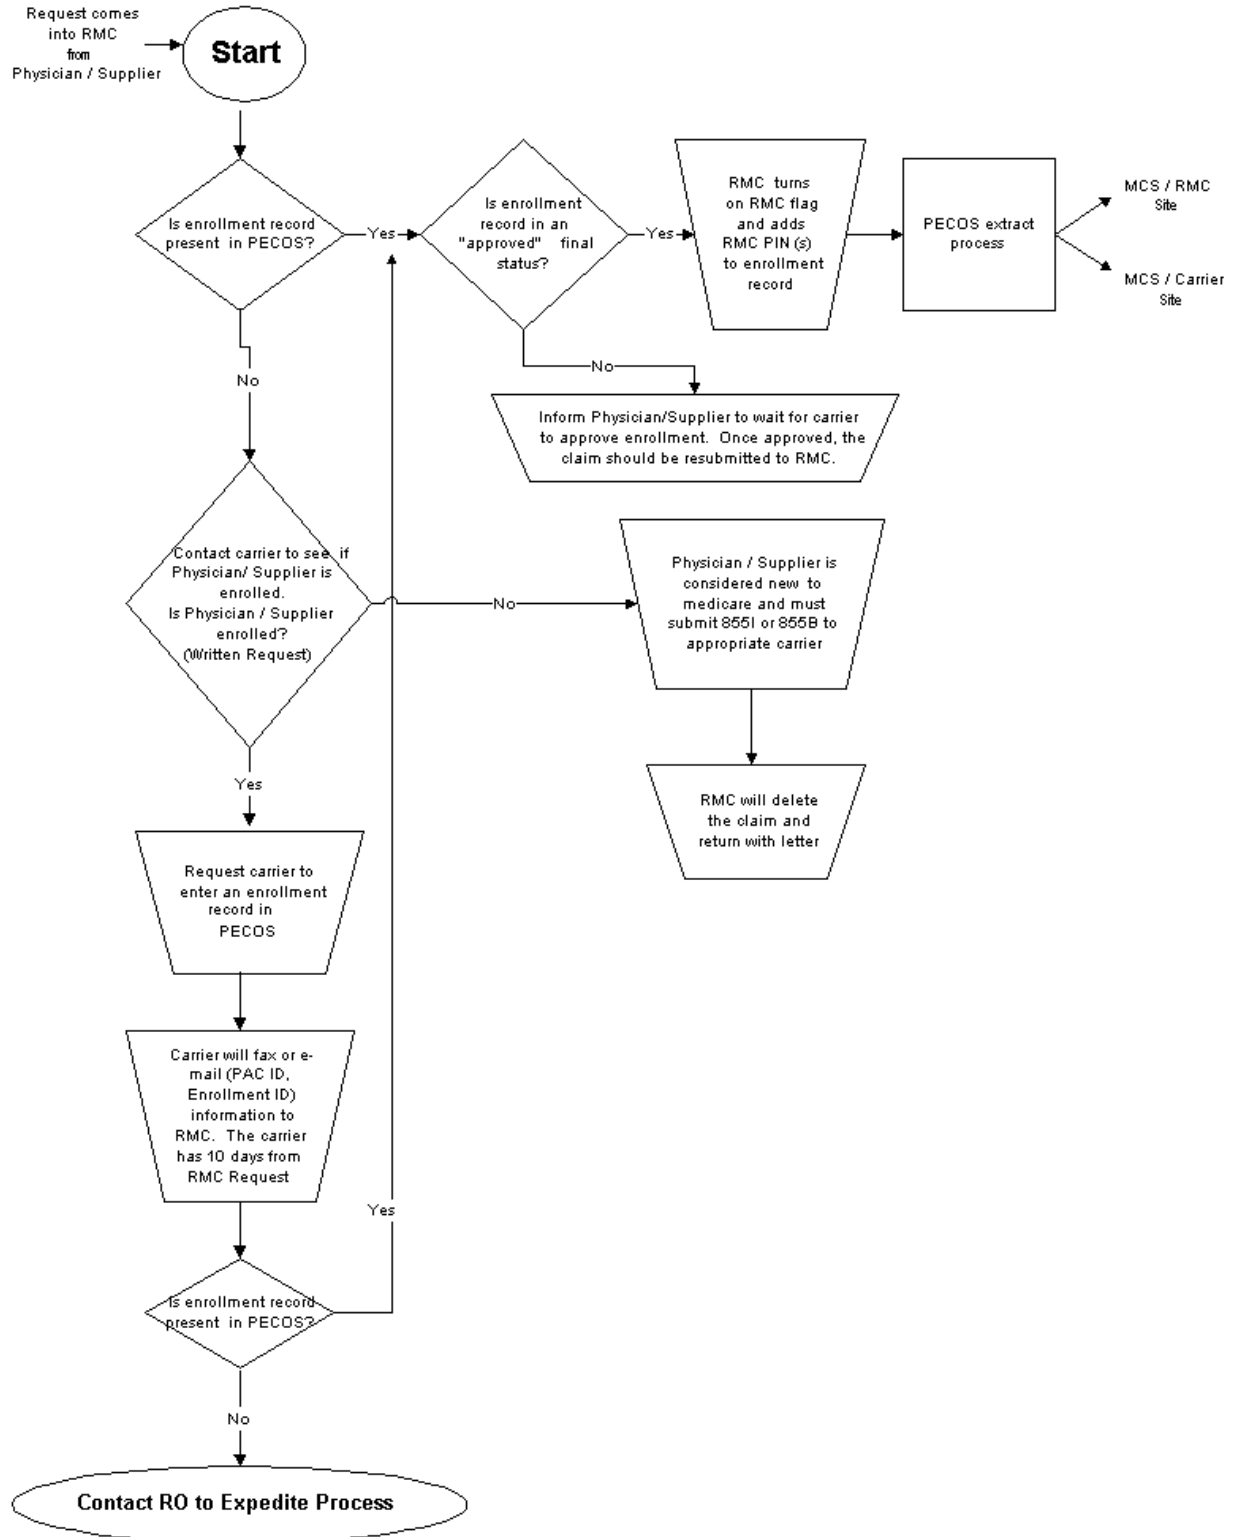 Request comes
into RMC
from
Physician / Supplier
Start
Is enrollment record
present in PECOS?
Yes
Is enrollment
record in an
"approved" final
status?
Yes
RMC turns
on RMC flag
and adds
RMC PIN (s)
to enrollment
record
PECOS extract
process
MCS / RMC
Site
MCS / Carrier
Site
No
No
Inform Physician/Supplier to wait for carrier
to approve enrollment. Once approved, the
claim should be resubmitted to RMC.
Contact carrier to see if
Physician/ Supplier is
enrolled.
Is Physician / Supplier
enrolled?
(Written Request)
No
Physician / Supplier is
considered new to
medicare and must
submit 855I or 855B to
appropriate carrier
Yes
RMC will delete
the claim and
return with letter
Request carrier to
enter an enrollment
record in
PECOS
Carrier will fax or e-
mail (PAC ID,
Enrollment ID)
information to
RMC. The carrier
has 10 days from
RMC Request
Yes
Is enrollment record
present in PECOS?
No
Contact RO to Expedite Process